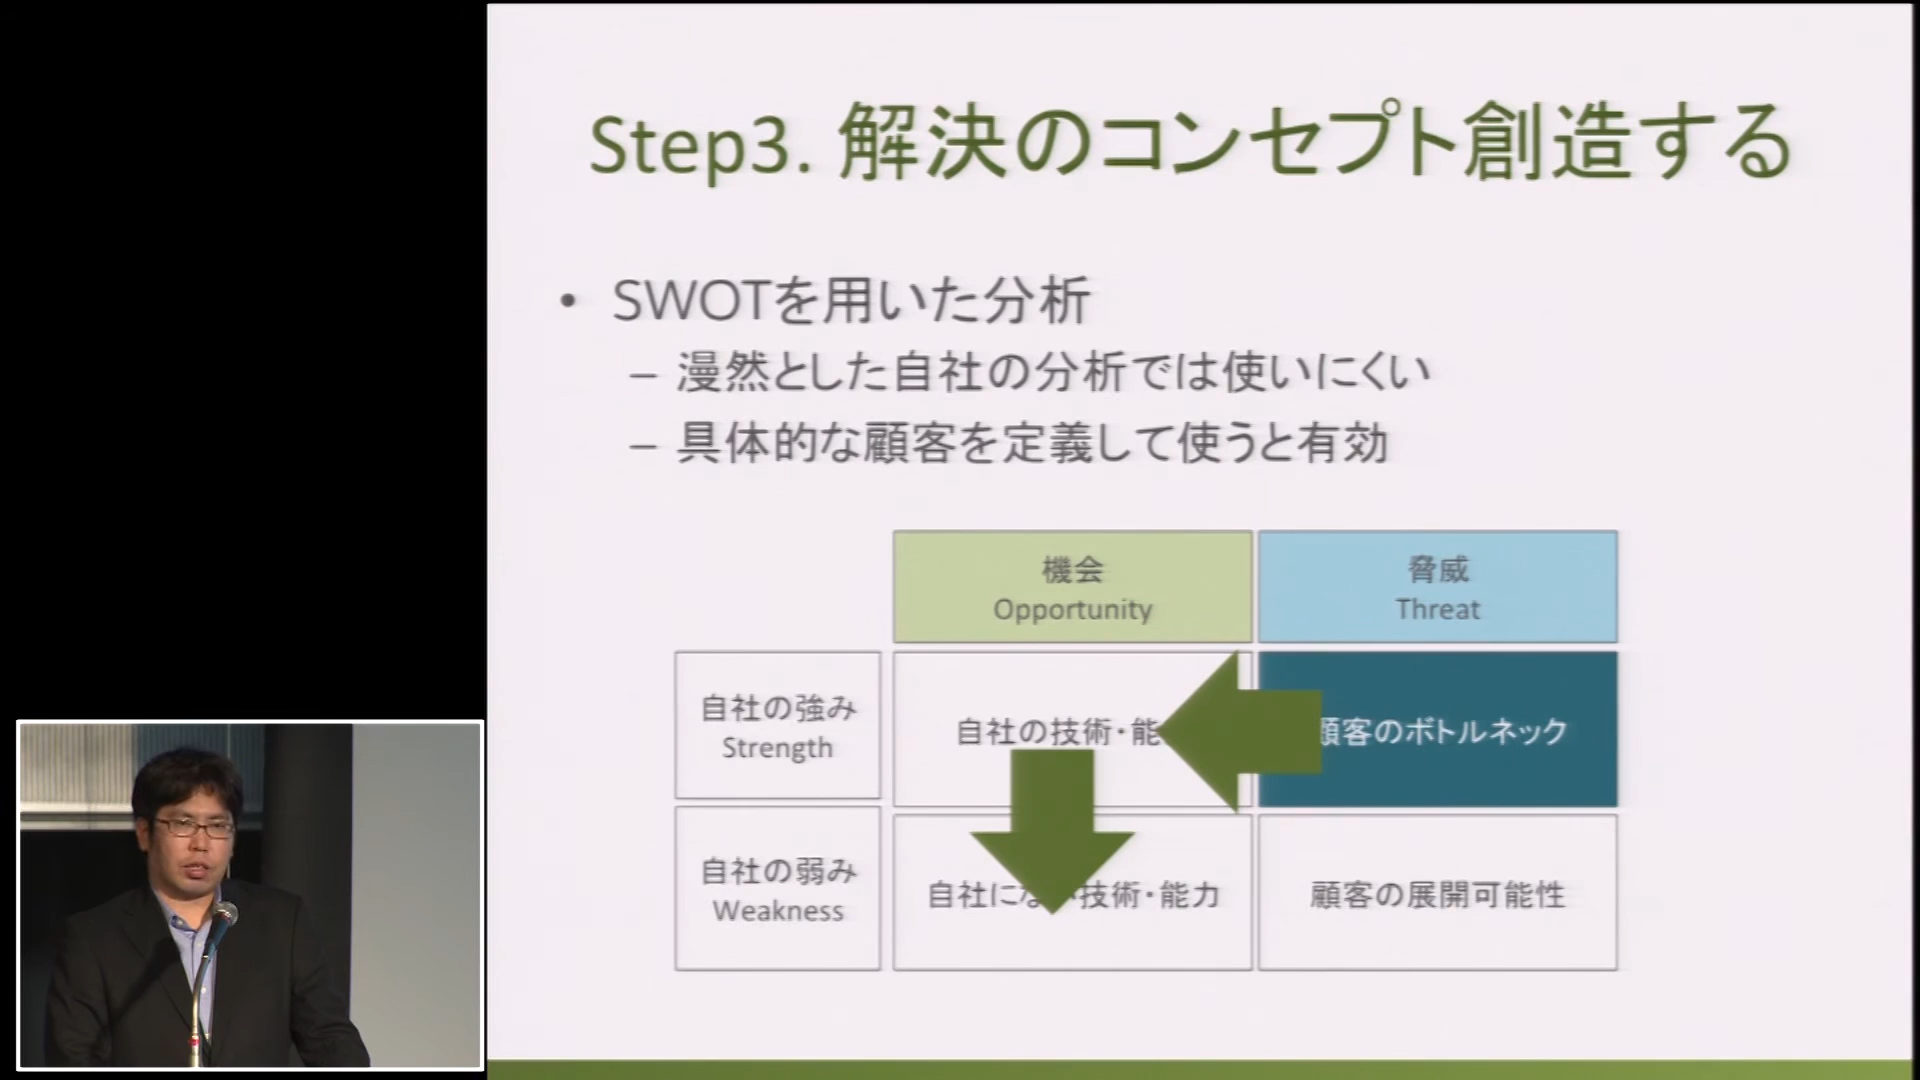 Step3. 解決のコンセプト創造する
• SWOTを用いた分析
– 漫然とした自社の分析では使いにくい
– 具体的な顧客を定義して使うと有効
機会
Opportunity
脅威
Threat
自社の強み
Strength
自社の技術・能
顧客のボトルネック
自社の弱み
Weakness
自社にない技術・能力
顧客の展開可能性